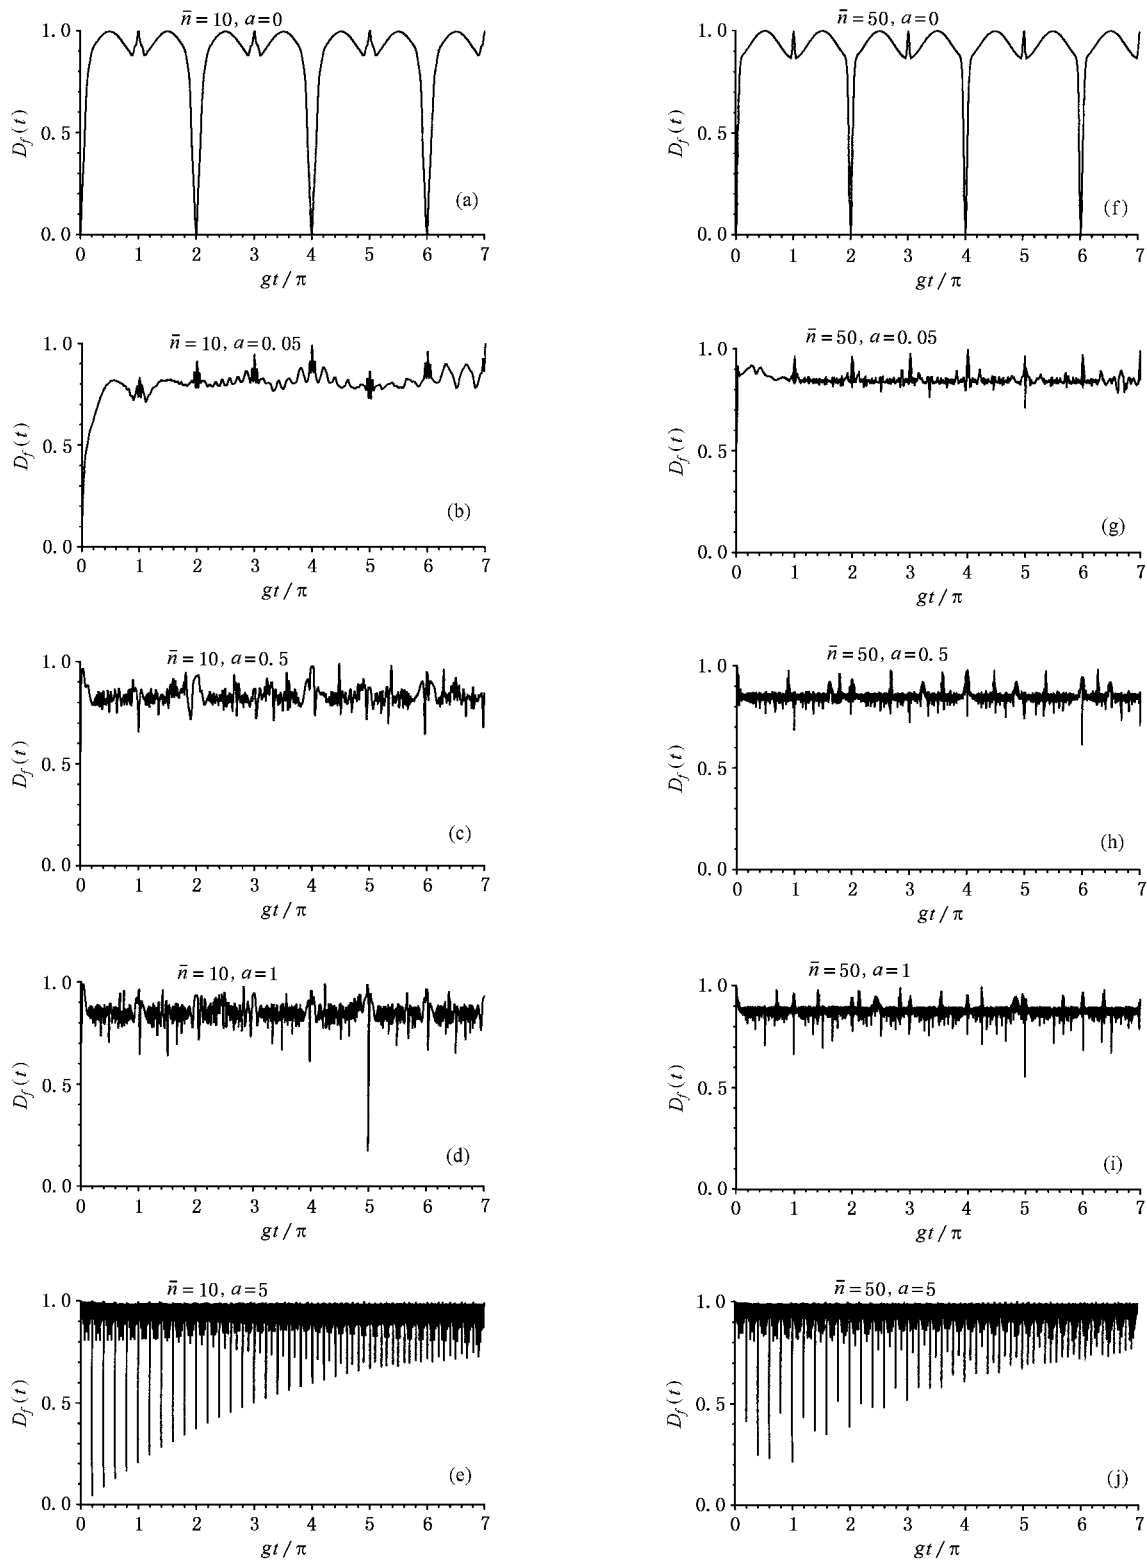 n̄=10, a=0
1.0
0.5
0.0
D_f(t)
(a)
0 1 2 3 4 5 6 7
gt/π
n̄=50, a=0
1.0
0.5
0.0
D_f(t)
(f)
0 1 2 3 4 5 6 7
gt/π
n̄=10, a=0.05
1.0
0.5
0.0
D_f(t)
(b)
0 1 2 3 4 5 6 7
gt/π
n̄=50, a=0.05
1.0
0.5
0.0
D_f(t)
(g)
0 1 2 3 4 5 6 7
gt/π
n̄=10, a=0.5
1.0
0.5
0.0
D_f(t)
(c)
0 1 2 3 4 5 6 7
gt/π
n̄=50, a=0.5
1.0
0.5
0.0
D_f(t)
(h)
0 1 2 3 4 5 6 7
gt/π
n̄=10, a=1
1.0
0.5
0.0
D_f(t)
(d)
0 1 2 3 4 5 6 7
gt/π
n̄=50, a=1
1.0
0.5
0.0
D_f(t)
(i)
0 1 2 3 4 5 6 7
gt/π
n̄=10, a=5
1.0
0.5
0.0
D_f(t)
(e)
0 1 2 3 4 5 6 7
gt/π
n̄=50, a=5
1.0
0.5
0.0
D_f(t)
(j)
0 1 2 3 4 5 6 7
gt/π